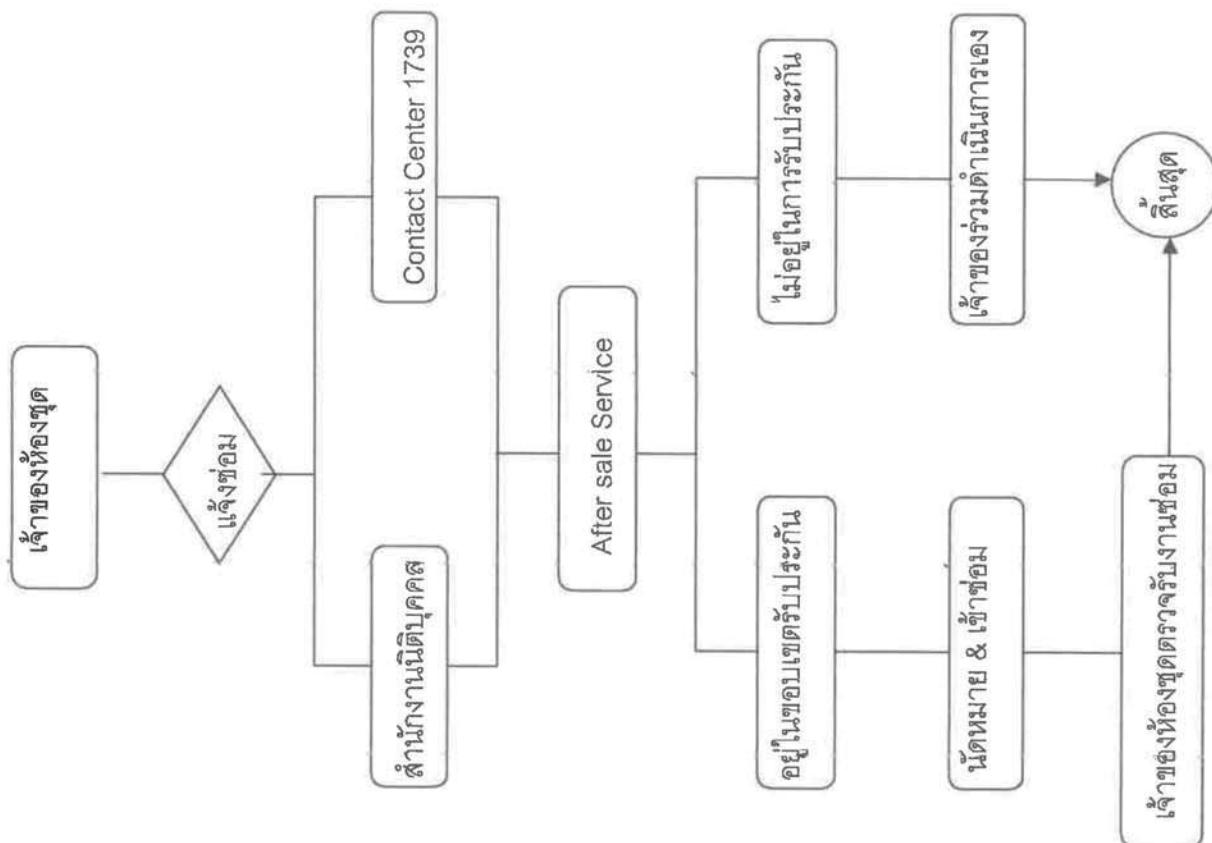 เจ้าของห้องชุด
แจ้งซ่อม
สำนักงานนิติบุคคล
Contact Center 1739
After sale Service
อยู่ในขอบเขตรับประกัน
ไม่อยู่ในการรับประกัน
นัดหมาย & เข้าซ่อม
เจ้าของร่วมดำเนินการเอง
เจ้าของห้องชุดตรวจรับงานซ่อม
สิ้นสุด